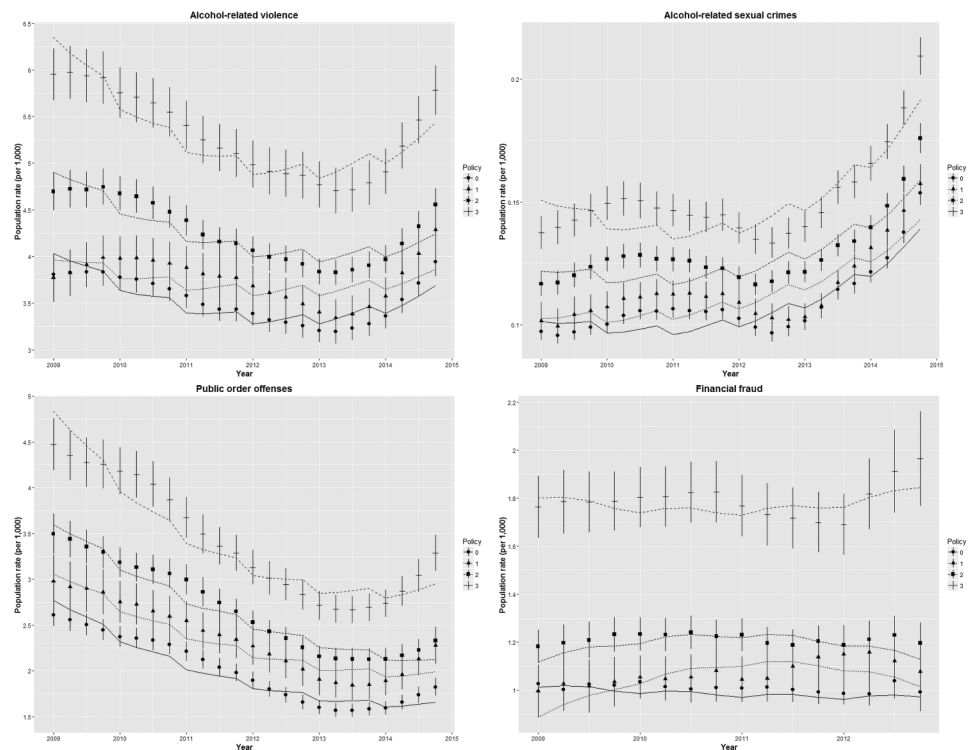 Alcohol-related violence
Population rate (per 1,000)
6.5
6
5.5
5
4.5
4
3.5
3
2009 2010 2011 2012 2013 2014 2015
Year
Policy
0
1
2
3
Alcohol-related sexual crimes
Population rate (per 1,000)
0.2
0.15
0.1
2009 2010 2011 2012 2013 2014 2015
Year
Policy
0
1
2
3
Public order offenses
Population rate (per 1,000)
5
4.5
4
3.5
3
2.5
2
1.5
2009 2010 2011 2012 2013 2014 2015
Year
Policy
0
1
2
3
Financial fraud
Population rate (per 1,000)
2.2
2
1.8
1.6
1.4
1.2
1
2009 2010 2011 2012
Year
Policy
0
1
2
3